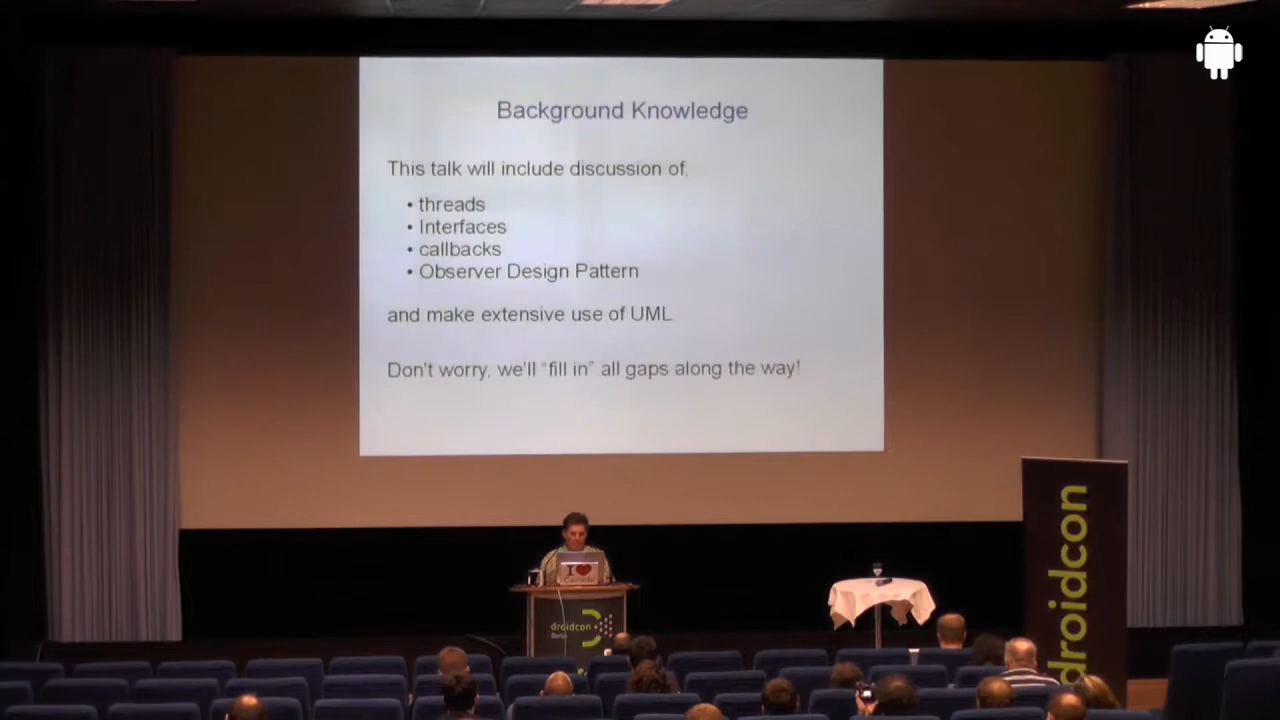 Background Knowledge
This talk will include discussion of:
• threads
• Interfaces
• callbacks
• Observer Design Pattern
and make extensive use of UML
Don't worry, we'll "fill in" all gaps along the way!
I
droidcon
Berlin
droidcon